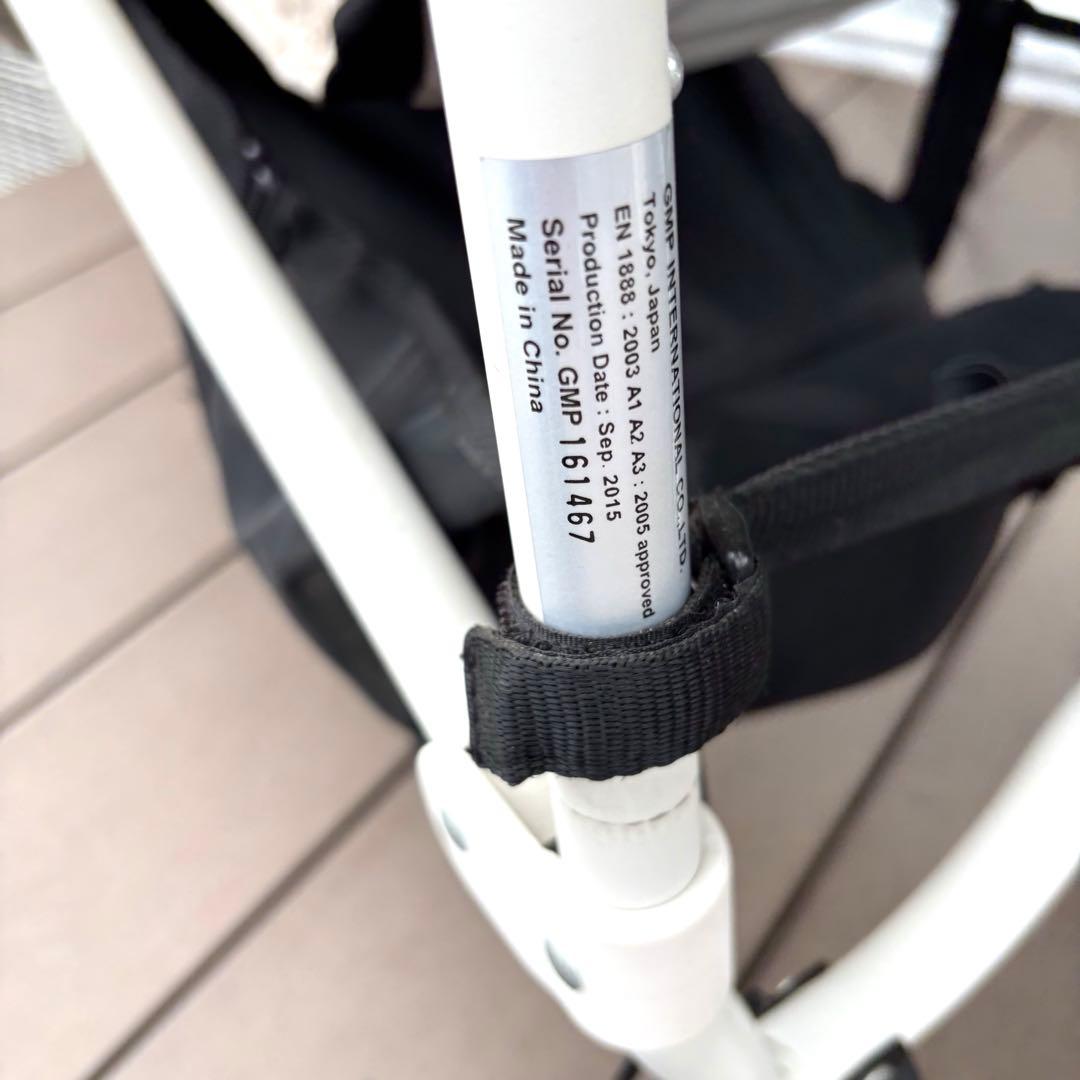 GMP INTERNATIONAL CO.,LTD.
Tokyo, Japan
EN 1888 : 2003 A1 A2 A3 : 2005 approved
Production Date : Sep. 2015
Serial No. GMP 161467
Made in China